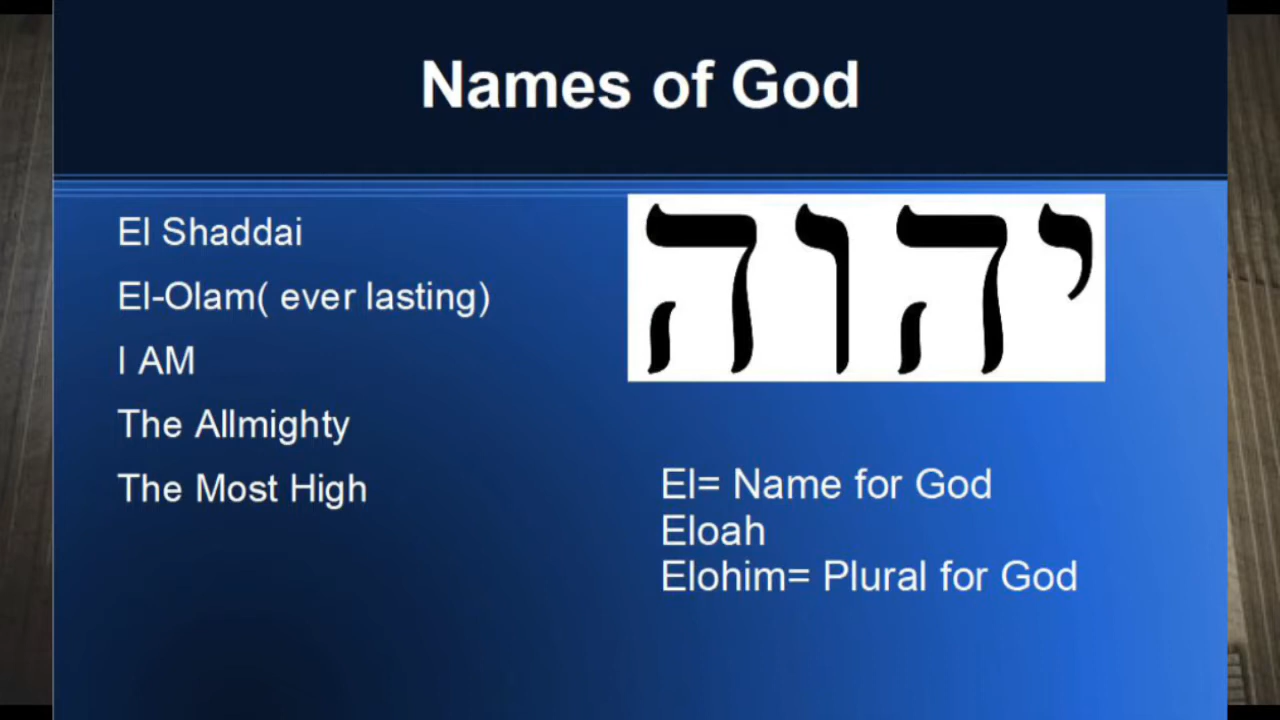 Names of God
El Shaddai
El-Olam( ever lasting)
I AM
The Allmighty
The Most High
יהוה
El= Name for God
Eloah
Elohim= Plural for God